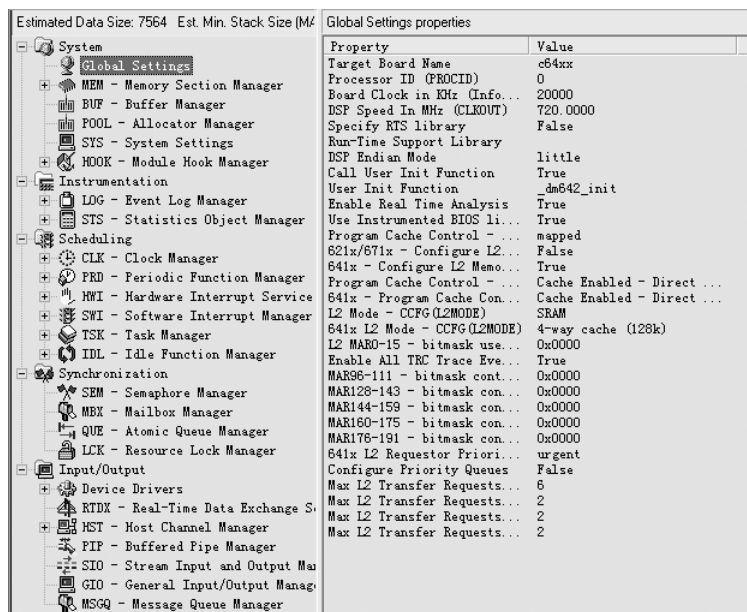 Estimated Data Size: 7564 Est. Min. Stack Size (MA
System
Global Settings
MEM - Memory Section Manager
BUF - Buffer Manager
POOL - Allocator Manager
SYS - System Settings
HOOK - Module Hook Manager
Instrumentation
LOG - Event Log Manager
STS - Statistics Object Manager
Scheduling
CLK - Clock Manager
PRD - Periodic Function Manager
HWI - Hardware Interrupt Service
SWI - Software Interrupt Manager
TSK - Task Manager
IDL - Idle Function Manager
Synchronization
SEM - Semaphore Manager
MBX - Mailbox Manager
QUE - Atomic Queue Manager
LCK - Resource Lock Manager
Input/Output
Device Drivers
RTDX - Real-Time Data Exchange S
HST - Host Channel Manager
PIP - Buffered Pipe Manager
SIO - Stream Input and Output Ma
GIO - General Input/Output Manag
MSGQ - Message Queue Manager
Global Settings properties
Property Value
Target Board Name c64xx
Processor ID (PROCID) 0
Board Clock in KHz (Info... 20000
DSP Speed In MHz (CLKOUT) 720.0000
Specify RTS library False
Run-Time Support Library
DSP Endian Mode little
Call User Init Function True
User Init Function _dm642_init
Enable Real Time Analysis True
Use Instrumented BIOS li... True
Program Cache Control - ... mapped
621x/671x - Configure L2... False
641x - Configure L2 Memo... True
Program Cache Control - ... Cache Enabled - Direct ...
641x - Program Cache Con... Cache Enabled - Direct ...
L2 Mode - CCFG(L2MODE) SRAM
641x L2 Mode - CCFG(L2MODE) 4-way cache (128k)
L2 MAR0-15 - bitmask use... 0x0000
Enable All TRC Trace Eve... True
MAR96-111 - bitmask cont... 0x0000
MAR128-143 - bitmask con... 0x0000
MAR144-159 - bitmask con... 0x0000
MAR160-175 - bitmask con... 0x0000
MAR176-191 - bitmask con... 0x0000
641x L2 Requestor Priori... urgent
Configure Priority Queues False
Max L2 Transfer Requests... 6
Max L2 Transfer Requests... 2
Max L2 Transfer Requests... 2
Max L2 Transfer Requests... 2